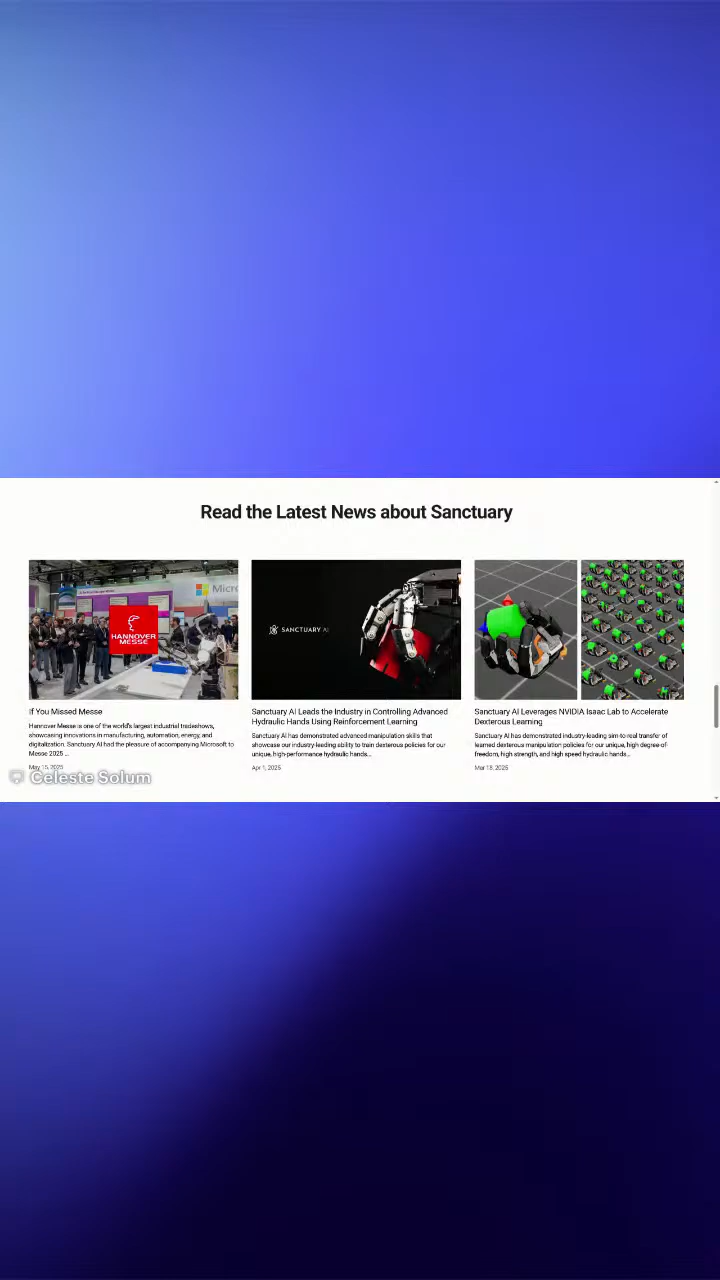 Read the Latest News about Sanctuary
Micro
HANNOVER
MESSE
SANCTUARY AI
If You Missed Messe
Hannover Messe is one of the world's largest industrial tradeshows,
showcasing innovations in manufacturing, automation, energy, and
digitalization. Sanctuary AI had the pleasure of accompanying Microsoft to
Messe 2025 ...
May 15, 2025
Sanctuary AI Leads the Industry in Controlling Advanced
Hydraulic Hands Using Reinforcement Learning
Sanctuary AI has demonstrated advanced manipulation skills that
showcase our industry-leading ability to train dexterous policies for our
unique, high-performance hydraulic hands...
Apr 1, 2025
Sanctuary AI Leverages NVIDIA Isaac Lab to Accelerate
Dexterous Learning
Sanctuary AI has demonstrated industry-leading sim-to-real transfer of
learned dexterous manipulation policies for our unique, high degree-of-
freedom, high strength, and high speed hydraulic hands...
Mar 18, 2025
Celeste Solum